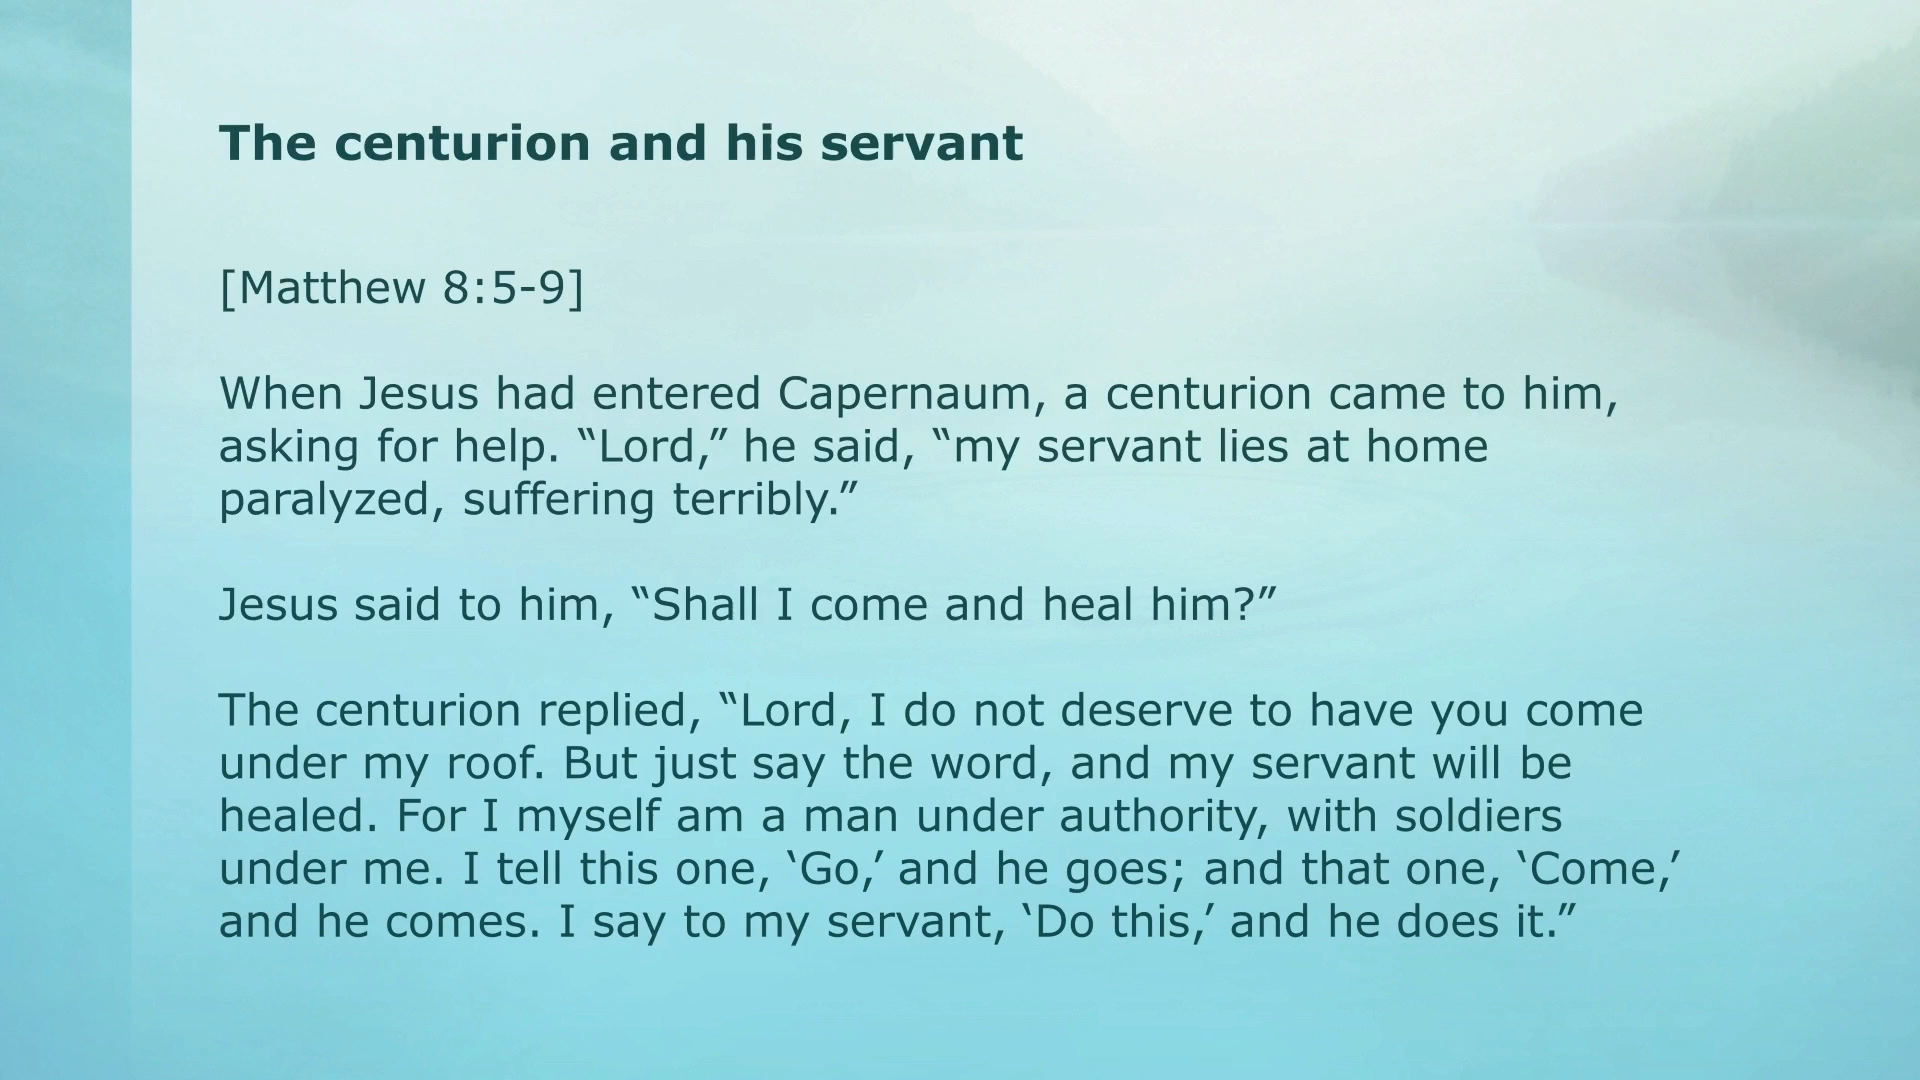 The centurion and his servant
[Matthew 8:5-9]
When Jesus had entered Capernaum, a centurion came to him,
asking for help. “Lord,” he said, “my servant lies at home
paralyzed, suffering terribly.”
Jesus said to him, “Shall I come and heal him?”
The centurion replied, “Lord, I do not deserve to have you come
under my roof. But just say the word, and my servant will be
healed. For I myself am a man under authority, with soldiers
under me. I tell this one, ‘Go,’ and he goes; and that one, ‘Come,’
and he comes. I say to my servant, ‘Do this,’ and he does it.”